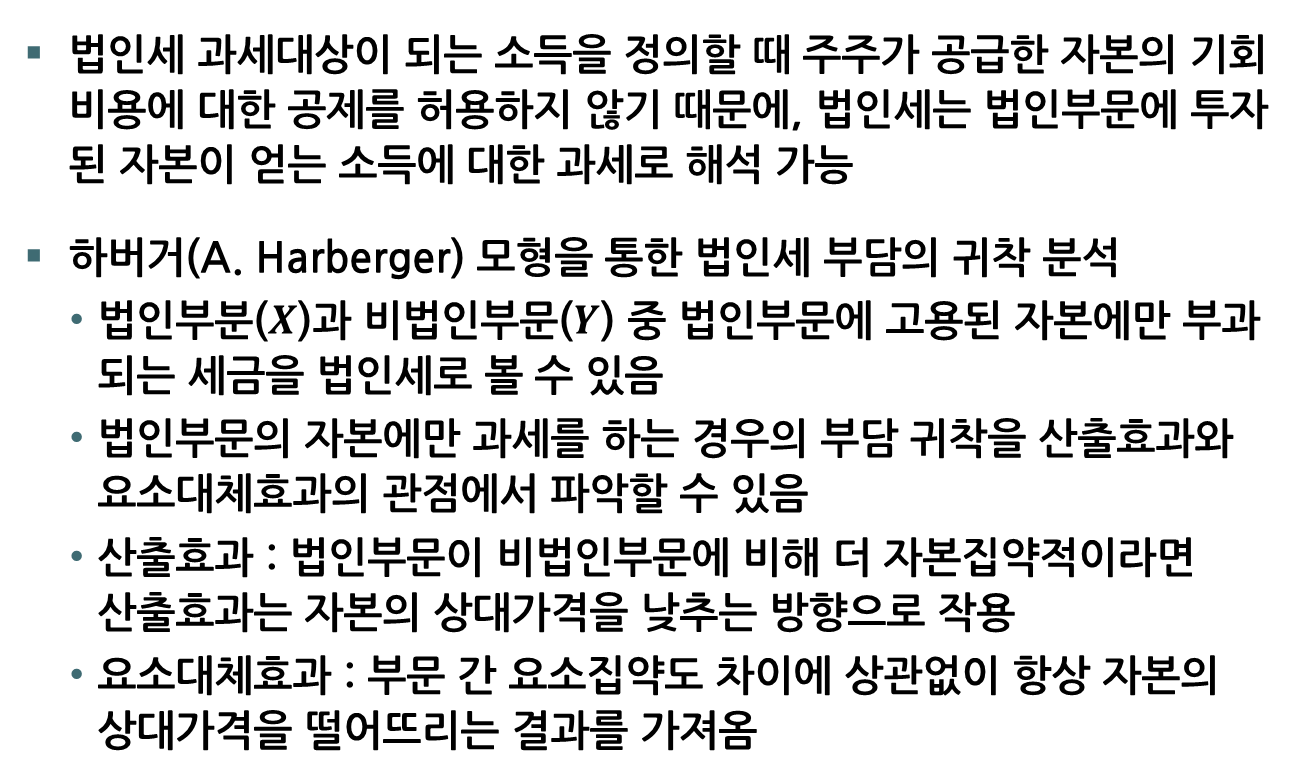 ▪ 법인세 과세대상이 되는 소득을 정의할 때 주주가 공급한 자본의 기회
비용에 대한 공제를 허용하지 않기 때문에, 법인세는 법인부문에 투자
된 자본이 얻는 소득에 대한 과세로 해석 가능
▪ 하버거(A. Harberger) 모형을 통한 법인세 부담의 귀착 분석
• 법인부분(X)과 비법인부문(Y) 중 법인부문에 고용된 자본에만 부과
되는 세금을 법인세로 볼 수 있음
• 법인부문의 자본에만 과세를 하는 경우의 부담 귀착을 산출효과와
요소대체효과의 관점에서 파악할 수 있음
• 산출효과 : 법인부문이 비법인부문에 비해 더 자본집약적이라면
산출효과는 자본의 상대가격을 낮추는 방향으로 작용
• 요소대체효과 : 부문 간 요소집약도 차이에 상관없이 항상 자본의
상대가격을 떨어뜨리는 결과를 가져옴